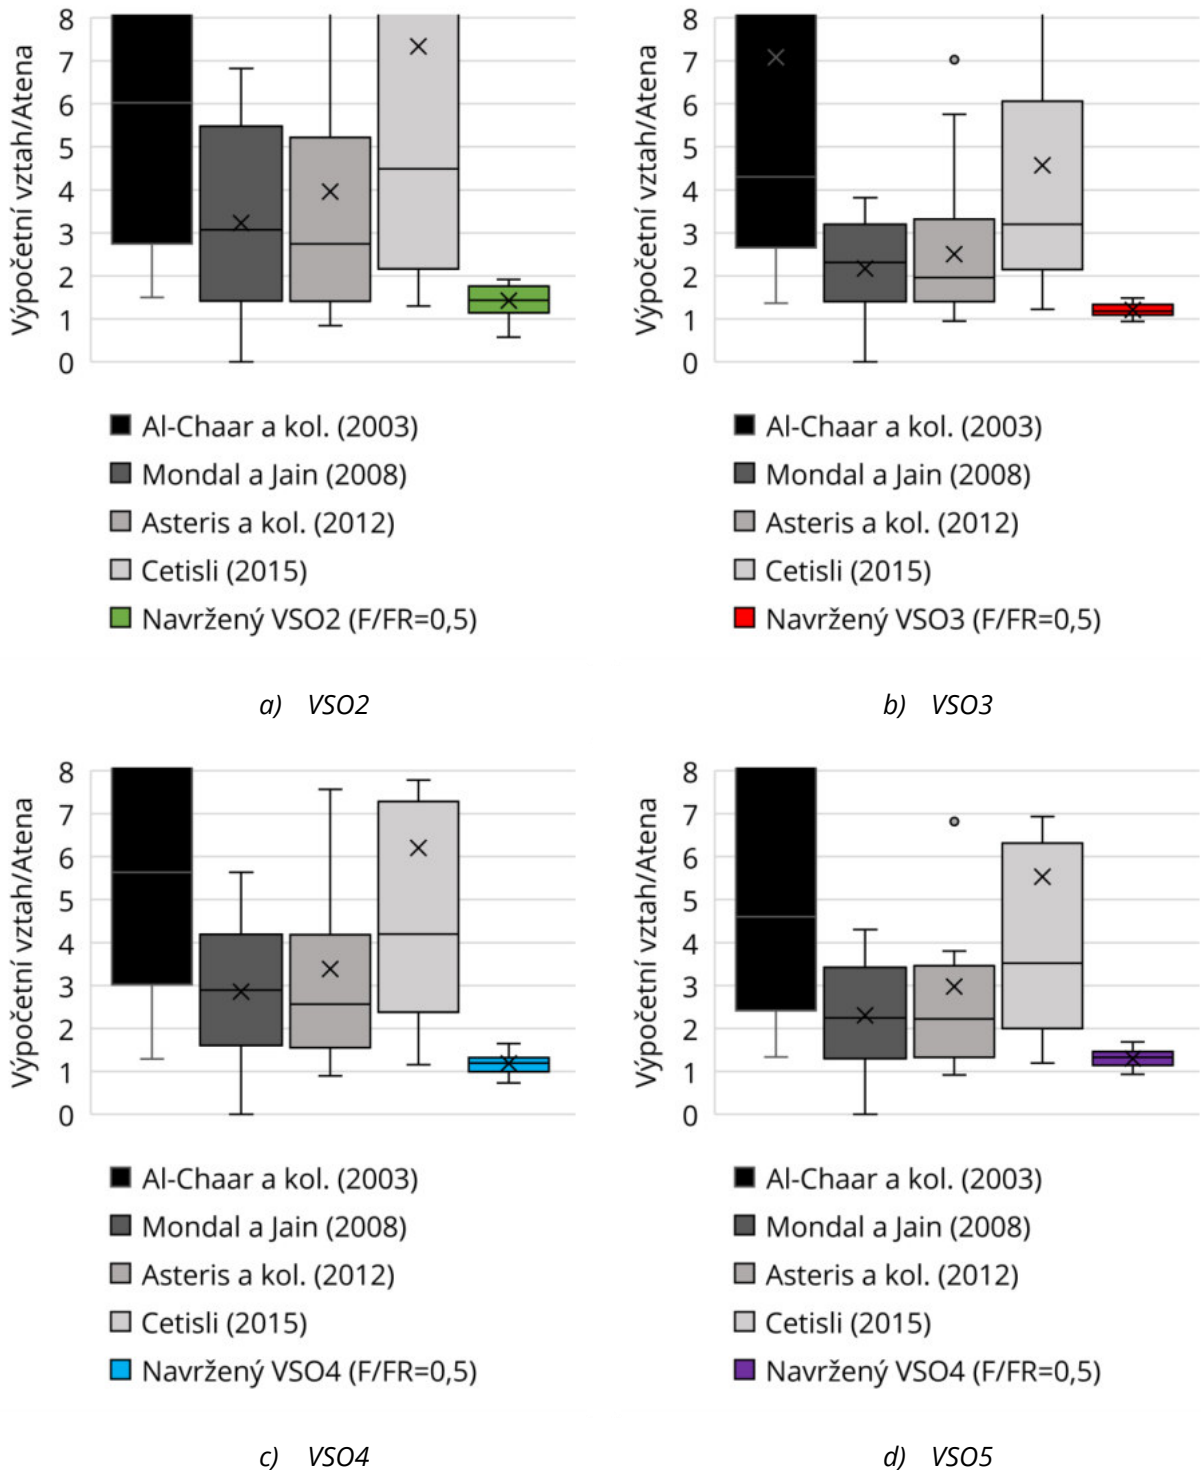 Výpočetní vztah/Atena
8
7
6
5
4
3
2
1
0
Al-Chaar a kol. (2003)
Mondal a Jain (2008)
Asteris a kol. (2012)
Cetisli (2015)
Navržený VSO2 (F/FR=0,5)
a) VSO2
Výpočetní vztah/Atena
8
7
6
5
4
3
2
1
0
Al-Chaar a kol. (2003)
Mondal a Jain (2008)
Asteris a kol. (2012)
Cetisli (2015)
Navržený VSO3 (F/FR=0,5)
b) VSO3
Výpočetní vztah/Atena
8
7
6
5
4
3
2
1
0
Al-Chaar a kol. (2003)
Mondal a Jain (2008)
Asteris a kol. (2012)
Cetisli (2015)
Navržený VSO4 (F/FR=0,5)
c) VSO4
Výpočetní vztah/Atena
8
7
6
5
4
3
2
1
0
Al-Chaar a kol. (2003)
Mondal a Jain (2008)
Asteris a kol. (2012)
Cetisli (2015)
Navržený VSO4 (F/FR=0,5)
d) VSO5